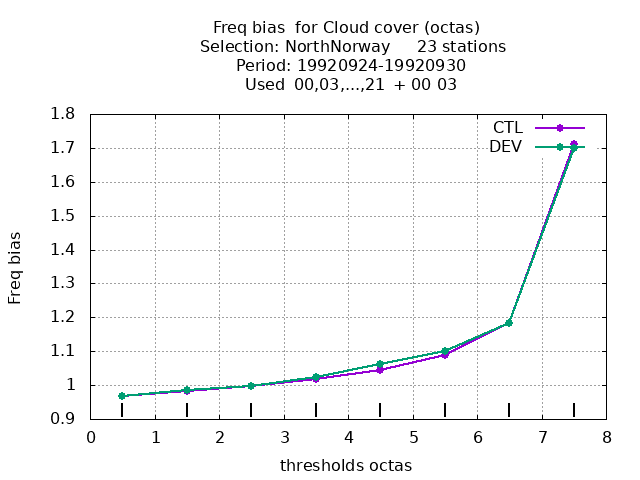 Freq bias  for Cloud cover (octas)
Selection: NorthNorway     23 stations
Period: 19920924-19920930
Used  00,03,...,21  + 00 03
CTL
DEV
1.8
1.7
1.6
1.5
1.4
1.3
1.2
1.1
1
0.9
Freq bias
0 1 2 3 4 5 6 7 8
thresholds octas